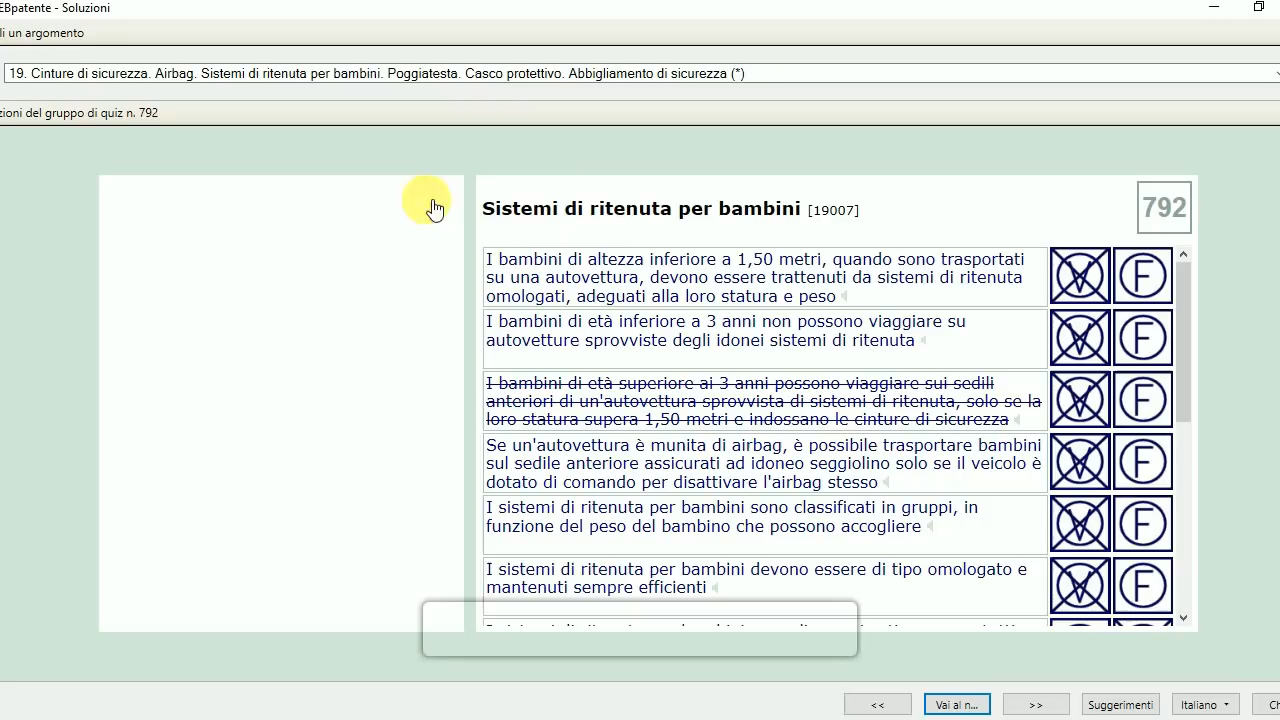 EBpatente - Soluzioni
li un argomento
19. Cinture di sicurezza. Airbag. Sistemi di ritenuta per bambini. Poggiatesta. Casco protettivo. Abbigliamento di sicurezza (*)
zioni del gruppo di quiz n. 792
Sistemi di ritenuta per bambini [19007]
792
I bambini di altezza inferiore a 1,50 metri, quando sono trasportati
su una autovettura, devono essere trattenuti da sistemi di ritenuta
omologati, adeguati alla loro statura e peso
V F
I bambini di età inferiore a 3 anni non possono viaggiare su
autovetture sprovviste degli idonei sistemi di ritenuta
V F
I bambini di età superiore ai 3 anni possono viaggiare sui sedili
anteriori di un'autovettura sprovvista di sistemi di ritenuta, solo se la
loro statura supera 1,50 metri e indossano le cinture di sicurezza
V F
Se un'autovettura è munita di airbag, è possibile trasportare bambini
sul sedile anteriore assicurati ad idoneo seggiolino solo se il veicolo è
dotato di comando per disattivare l'airbag stesso
V F
I sistemi di ritenuta per bambini sono classificati in gruppi, in
funzione del peso del bambino che possono accogliere
V F
I sistemi di ritenuta per bambini devono essere di tipo omologato e
mantenuti sempre efficienti
V F
<< Vai al n... >> Suggerimenti Italiano